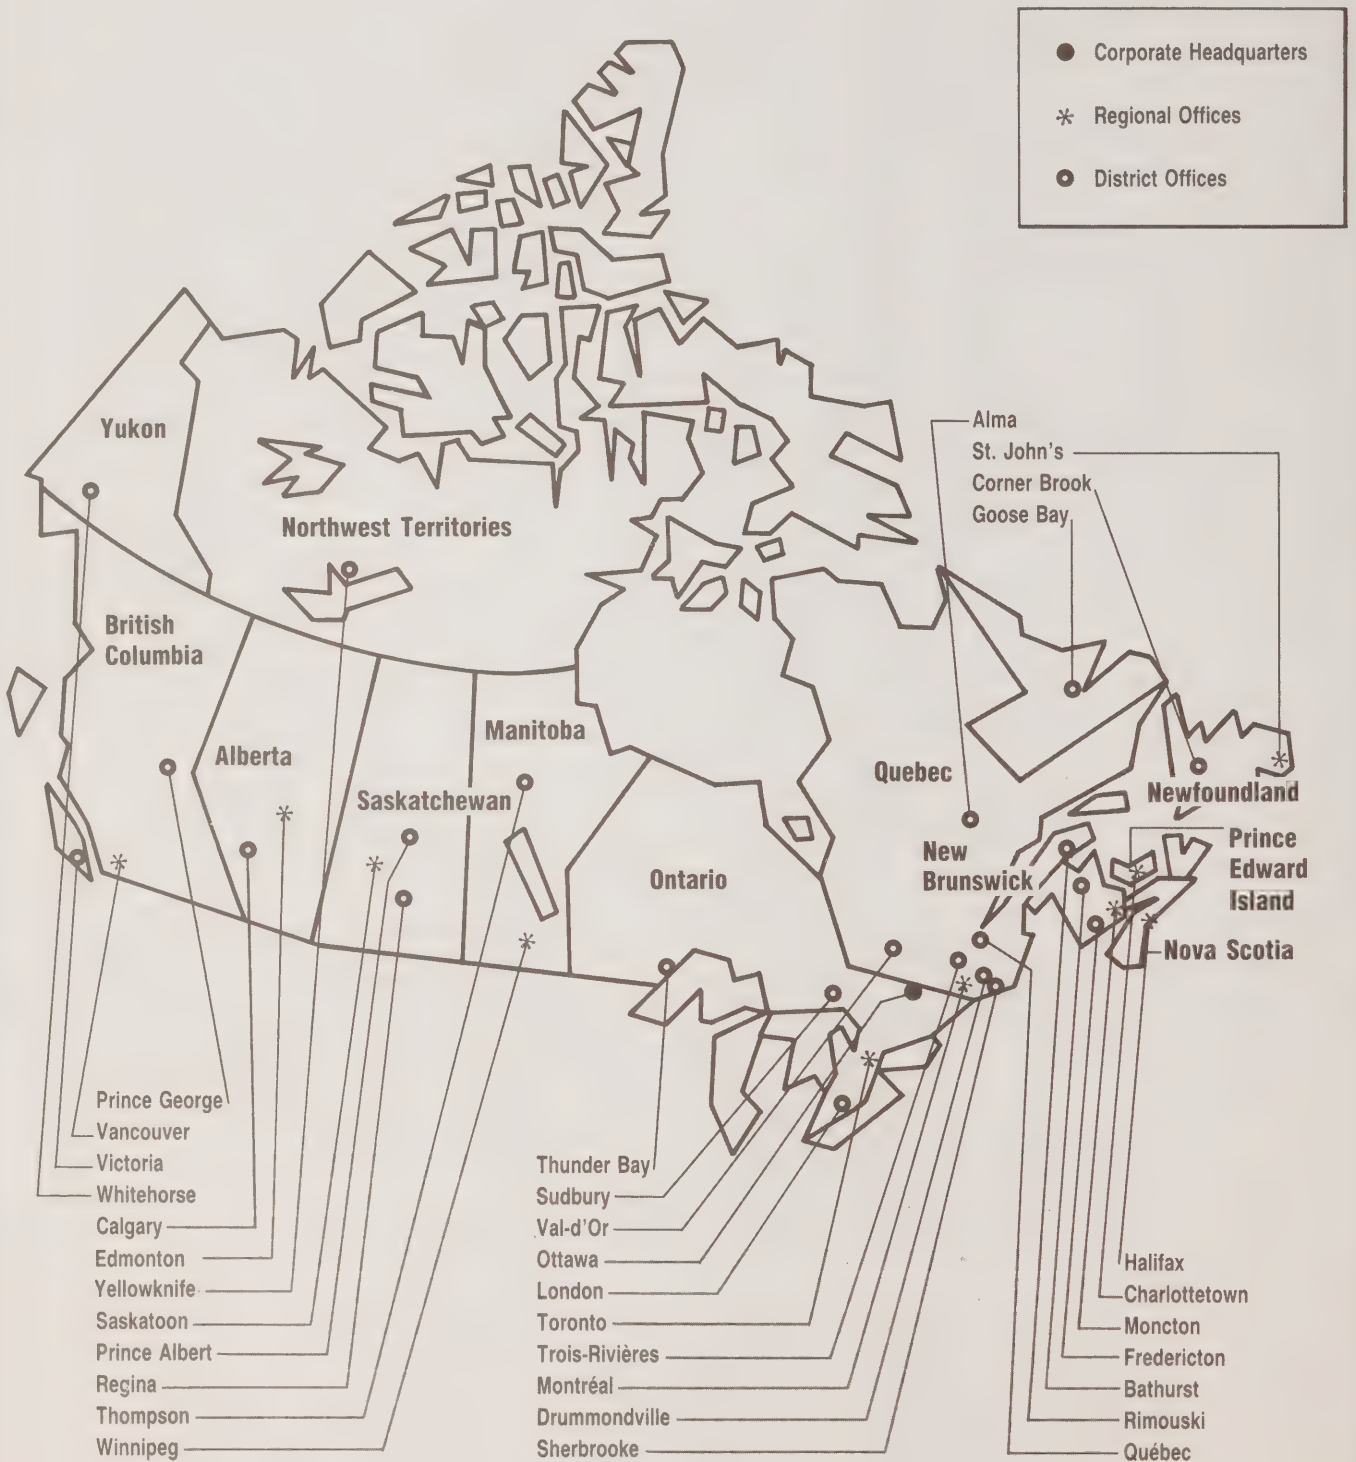 Corporate Headquarters
Regional Offices
District Offices
Yukon
Northwest Territories
British
Columbia
Alberta
Saskatchewan
Manitoba
Ontario
Quebec
New
Brunswick
Newfoundland
Prince
Edward
Island
Nova Scotia
Alma
St. John's
Corner Brook
Goose Bay
Prince George
Vancouver
Victoria
Whitehorse
Calgary
Edmonton
Yellowknife
Saskatoon
Prince Albert
Regina
Thompson
Winnipeg
Thunder Bay
Sudbury
Val-d'Or
Ottawa
London
Toronto
Trois-Rivières
Montréal
Drummondville
Sherbrooke
Halifax
Charlottetown
Moncton
Fredericton
Bathurst
Rimouski
Québec